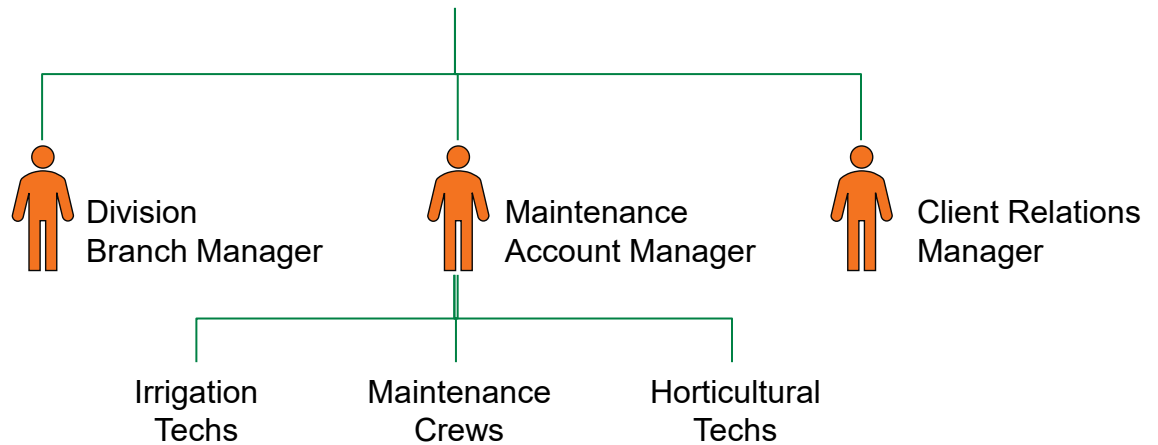 Division
Branch Manager
Maintenance
Account Manager
Client Relations
Manager
Irrigation
Techs
Maintenance
Crews
Horticultural
Techs